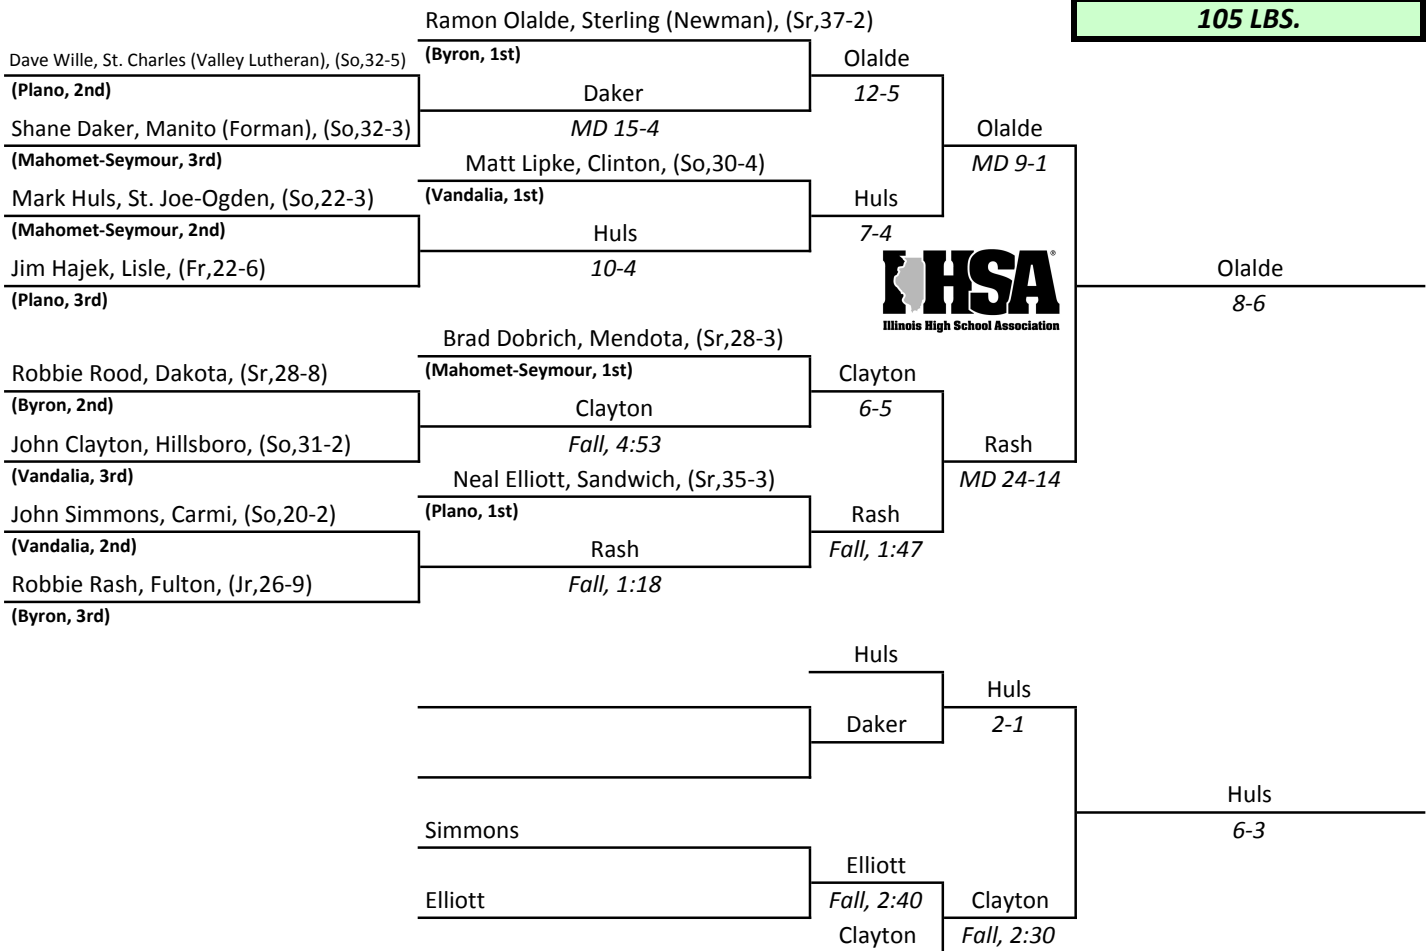 105 LBS.
Ramon Olalde, Sterling (Newman), (Sr,37-2)
(Byron, 1st)
Dave Wille, St. Charles (Valley Lutheran), (So,32-5)
(Plano, 2nd)
Shane Daker, Manito (Forman), (So,32-3)
(Mahomet-Seymour, 3rd)
Daker
MD 15-4
Olalde
12-5
Matt Lipke, Clinton, (So,30-4)
(Vandalia, 1st)
Mark Huls, St. Joe-Ogden, (So,22-3)
(Mahomet-Seymour, 2nd)
Jim Hajek, Lisle, (Fr,22-6)
(Plano, 3rd)
Huls
10-4
Huls
7-4
Olalde
MD 9-1
IHSA
®
Illinois High School Association
Olalde
8-6
Brad Dobrich, Mendota, (Sr,28-3)
(Mahomet-Seymour, 1st)
Robbie Rood, Dakota, (Sr,28-8)
(Byron, 2nd)
John Clayton, Hillsboro, (So,31-2)
(Vandalia, 3rd)
Clayton
Fall, 4:53
Clayton
6-5
Neal Elliott, Sandwich, (Sr,35-3)
(Plano, 1st)
John Simmons, Carmi, (So,20-2)
(Vandalia, 2nd)
Robbie Rash, Fulton, (Jr,26-9)
(Byron, 3rd)
Rash
Fall, 1:18
Rash
Fall, 1:47
Rash
MD 24-14
Huls
Daker
Huls
2-1
Simmons
Elliott
Elliott
Fall, 2:40
Clayton
Clayton
Fall, 2:30
Huls
6-3